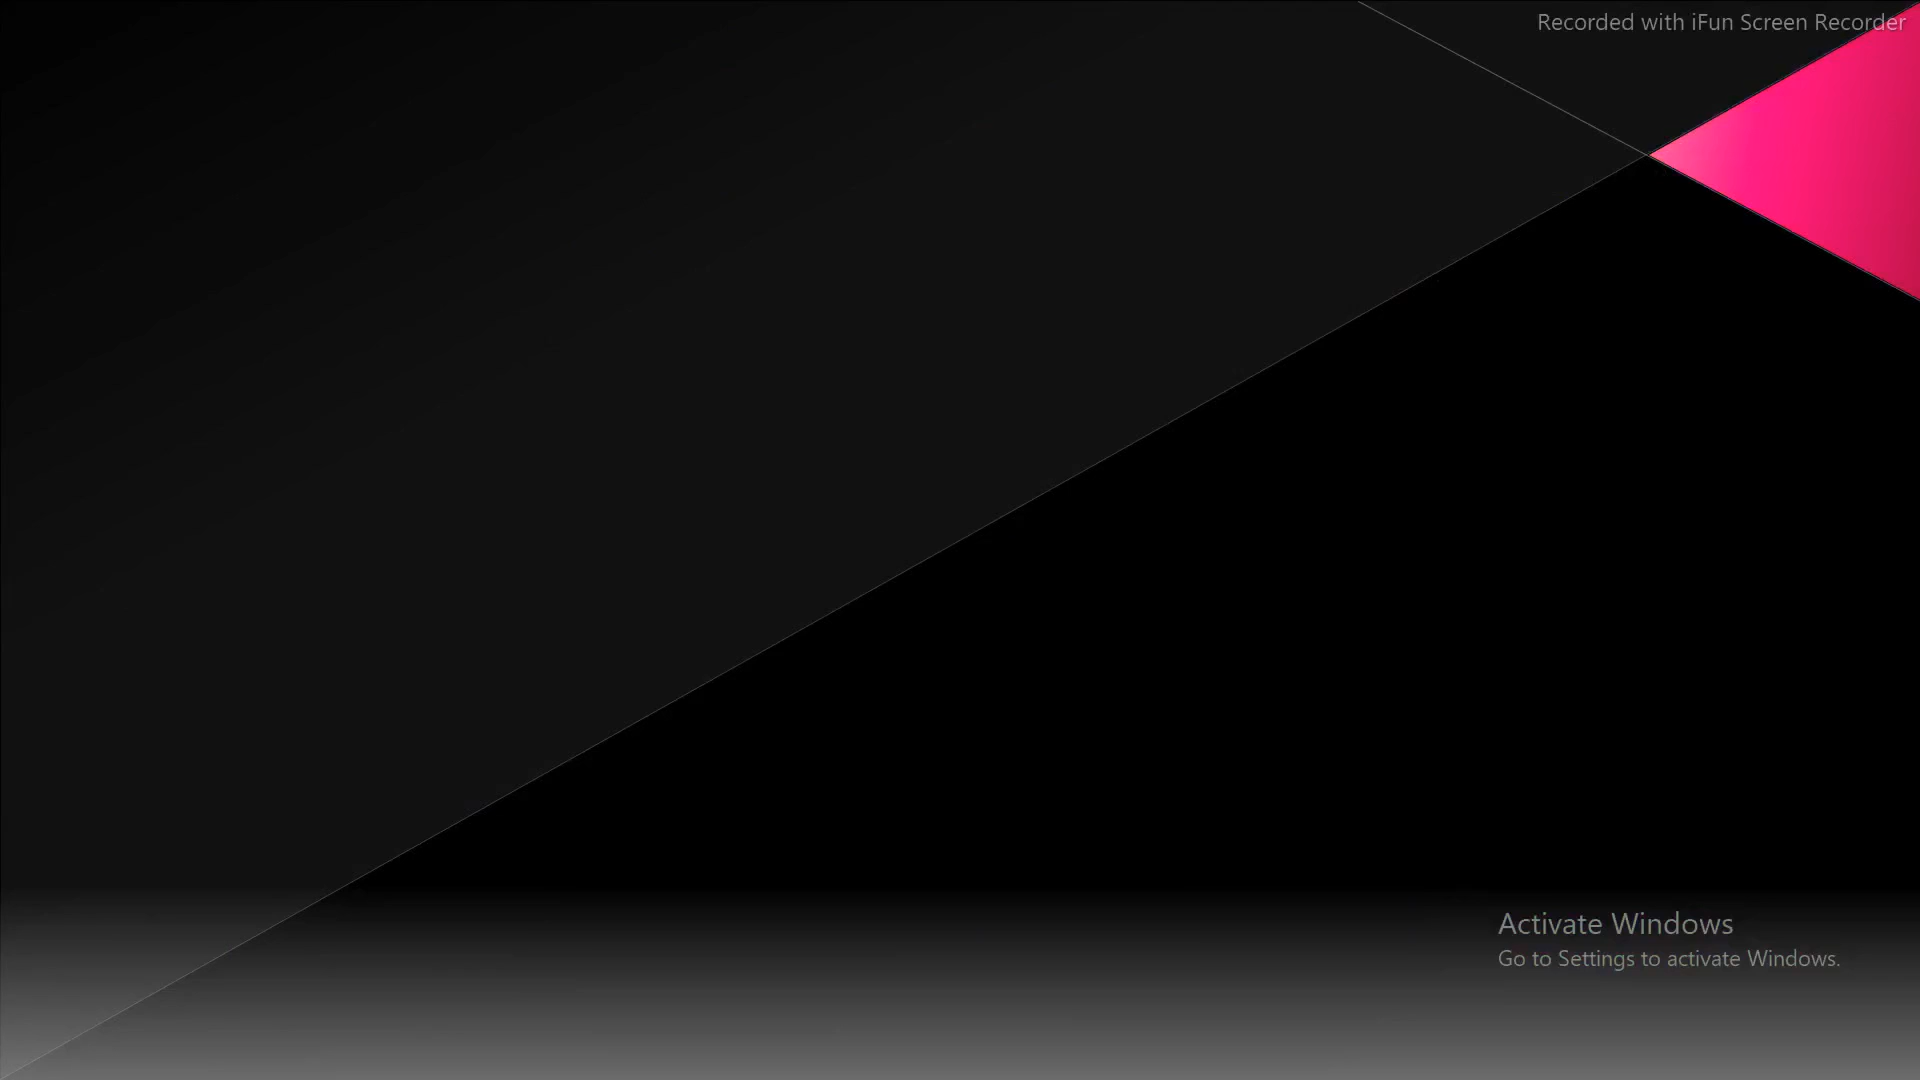 Recorded with iFun Screen Recorder
Activate Windows
Go to Settings to activate Windows.